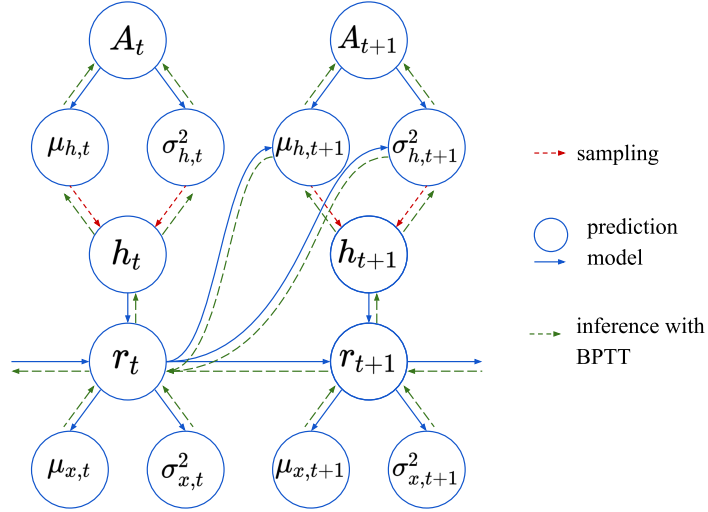 A_t
A_{t+1}
μ_{h,t}
σ²_{h,t}
μ_{h,t+1}
σ²_{h,t+1}
sampling
h_t
h_{t+1}
prediction
model
r_t
r_{t+1}
inference with
BPTT
μ_{x,t}
σ²_{x,t}
μ_{x,t+1}
σ²_{x,t+1}